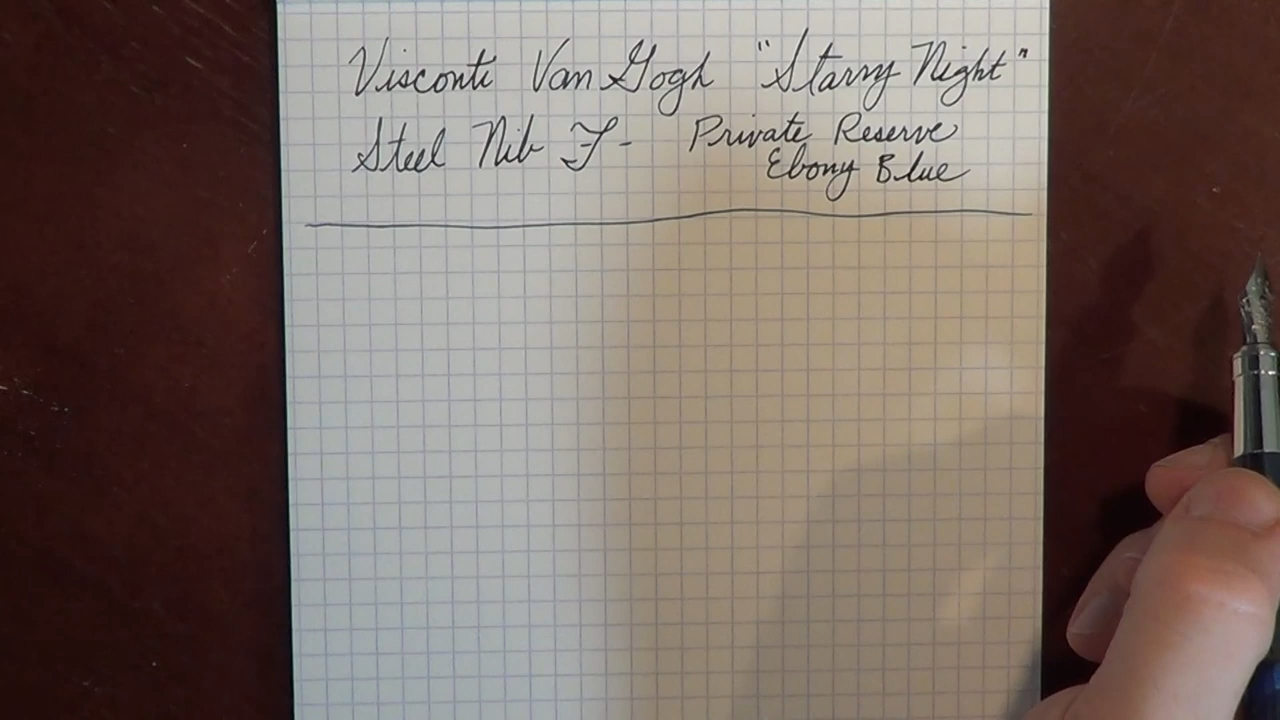 Visconti Van Gogh "Starry Night"
Steel Nib F - Private Reserve
Ebony Blue